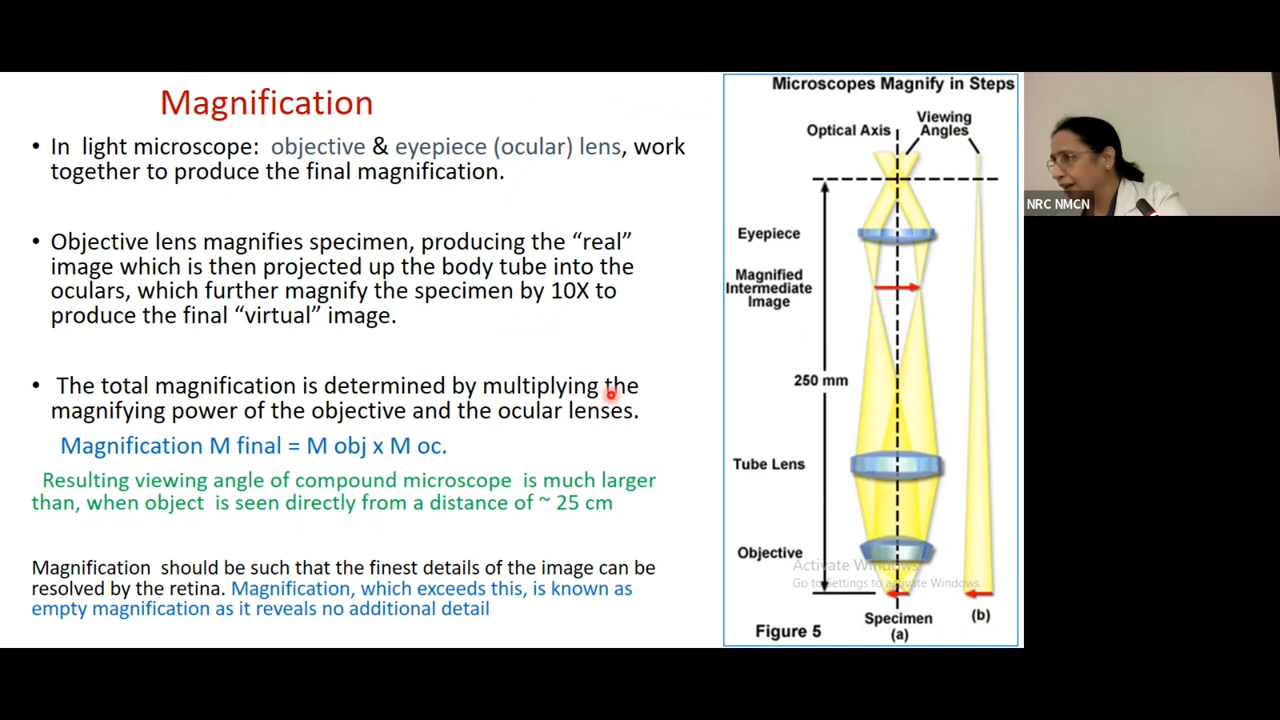 Magnification
• In light microscope: objective & eyepiece (ocular) lens, work
together to produce the final magnification.
• Objective lens magnifies specimen, producing the “real”
image which is then projected up the body tube into the
oculars, which further magnify the specimen by 10X to
produce the final “virtual” image.
• The total magnification is determined by multiplying the
magnifying power of the objective and the ocular lenses.
Magnification M final = M obj x M oc.
Resulting viewing angle of compound microscope is much larger
than, when object is seen directly from a distance of ~ 25 cm
Magnification should be such that the finest details of the image can be
resolved by the retina. Magnification, which exceeds this, is known as
empty magnification as it reveals no additional detail
Microscopes Magnify in Steps
Optical Axis
Viewing
Angles
Eyepiece
Magnified
Intermediate
Image
250 mm
Tube Lens
Objective
Activate Windows
Go to Settings to activate Windows.
Specimen
(a)
(b)
Figure 5
NRC NMCN